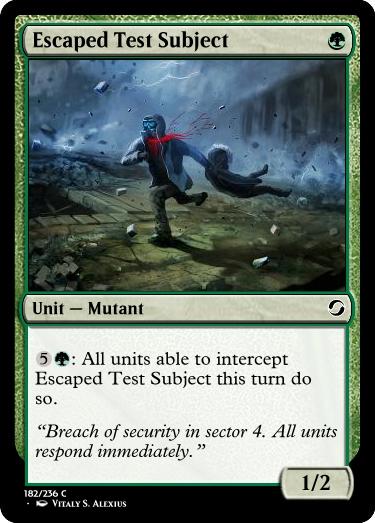 Escaped Test Subject
Unit — Mutant
5 : All units able to intercept
Escaped Test Subject this turn do
so.
“Breach of security in sector 4. All units
respond immediately.”
1/2
182/236 C
· Vitaly S. Alexius